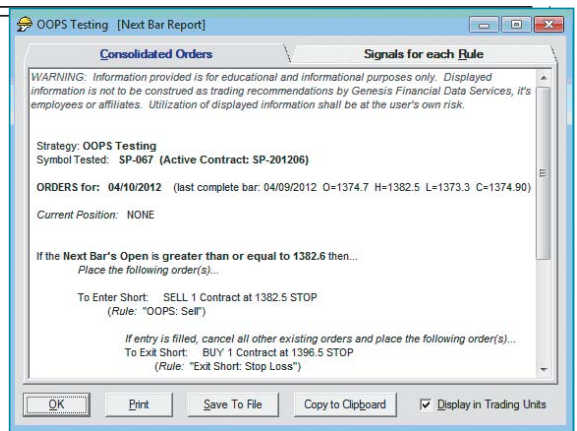 OOPS Testing [Next Bar Report]
Consolidated Orders
Signals for each Rule
WARNING: Information provided is for educational and informational purposes only. Displayed
information is not to be construed as trading recommendations by Genesis Financial Data Services, it's
employees or affiliates. Utilization of displayed information shall be at the user's own risk.
Strategy: OOPS Testing
Symbol Tested: SP-067 (Active Contract: SP-201206)
ORDERS for: 04/10/2012 (last complete bar: 04/09/2012 O=1374.7 H=1382.5 L=1373.3 C=1374.90)
Current Position: NONE
If the Next Bar's Open is greater than or equal to 1382.6 then...
Place the following order(s)...
To Enter Short: SELL 1 Contract at 1382.5 STOP
(Rule: "OOPS: Sell")
If entry is filled, cancel all other existing orders and place the following order(s)...
To Exit Short: BUY 1 Contract at 1396.5 STOP
(Rule: "Exit Short: Stop Loss")
OK
Print
Save To File
Copy to Clipboard
Display in Trading Units